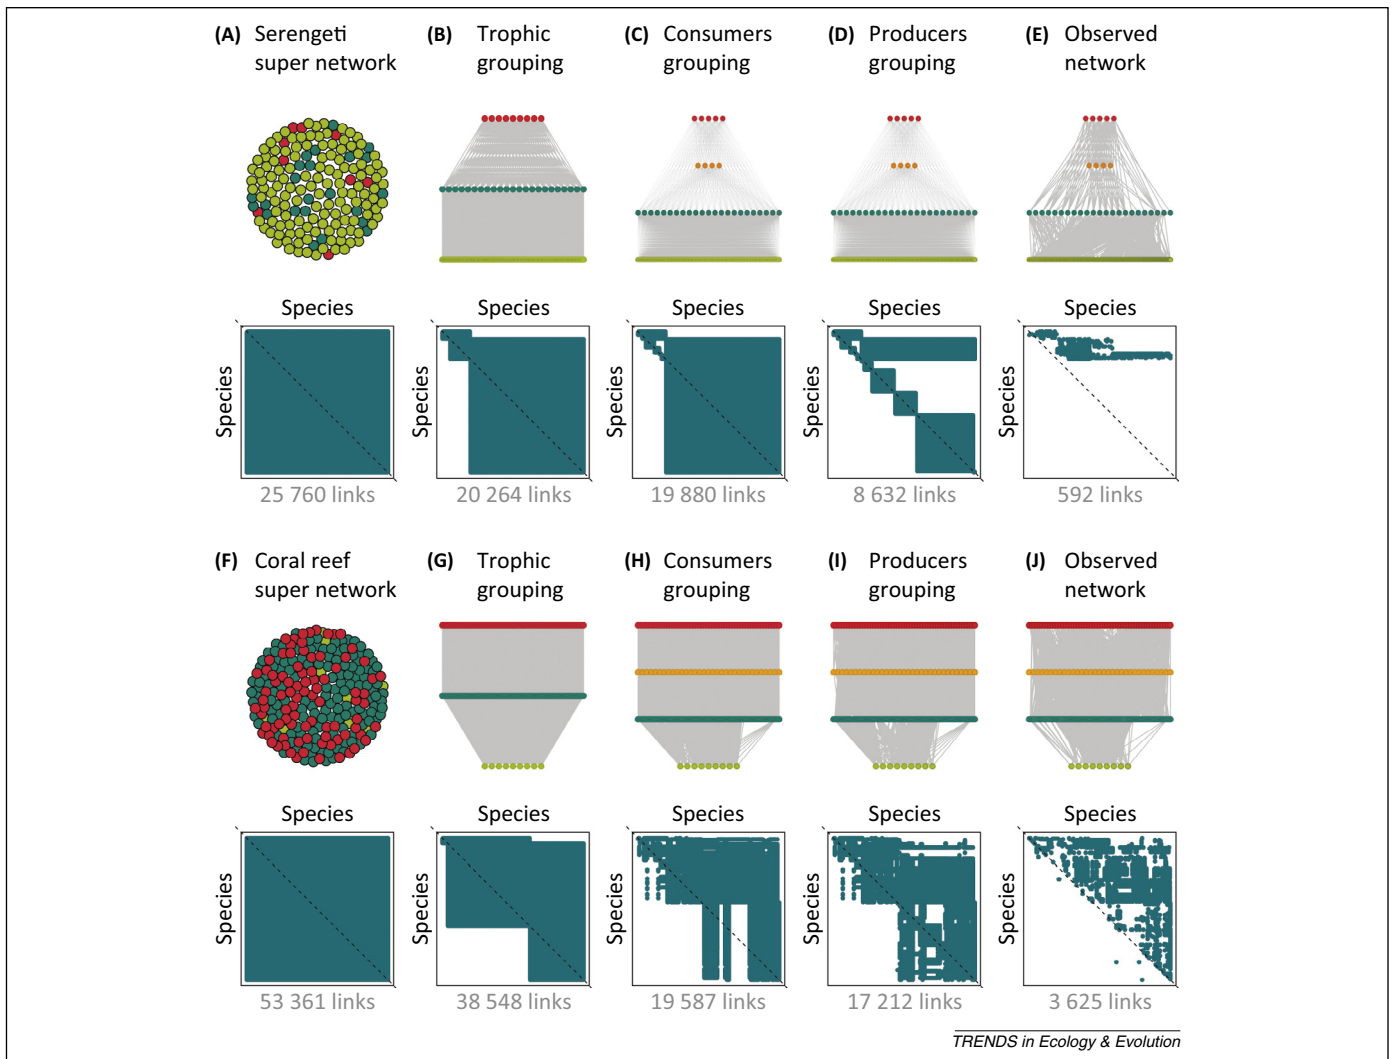 (A) Serengeti
super network
(B) Trophic
grouping
(C) Consumers
grouping
(D) Producers
grouping
(E) Observed
network
Species
Species
Species
Species
Species
Species
Species
Species
Species
25 760 links
20 264 links
19 880 links
8 632 links
592 links
(F) Coral reef
super network
(G) Trophic
grouping
(H) Consumers
grouping
(I) Producers
grouping
(J) Observed
network
Species
Species
Species
Species
Species
Species
Species
Species
Species
Species
53 361 links
38 548 links
19 587 links
17 212 links
3 625 links
TRENDS in Ecology & Evolution